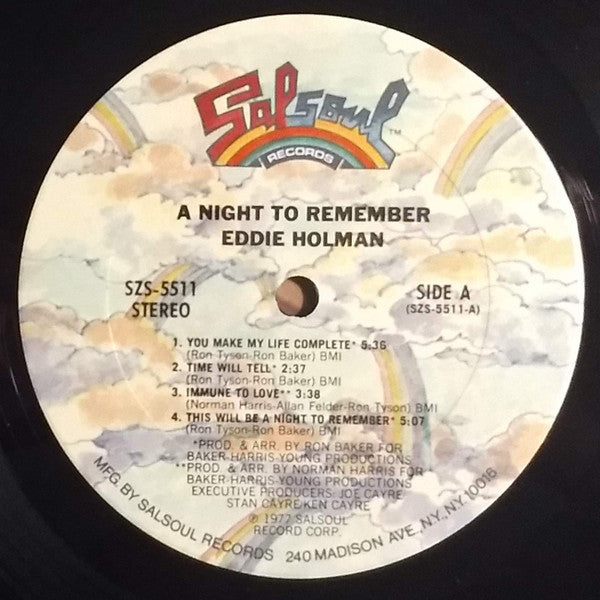 Salsoul™
RECORDS
A NIGHT TO REMEMBER
EDDIE HOLMAN
SZS-5511
STEREO
SIDE A
(SZS-5511-A)
1. YOU MAKE MY LIFE COMPLETE* 5:36
(Ron Tyson-Ron Baker) BMI
2. TIME WILL TELL* 2:37
(Ron Tyson-Ron Baker) BMI
3. IMMUNE TO LOVE** 3:38
(Norman Harris-Allan Felder-Ron Tyson) BMI
4. THIS WILL BE A NIGHT TO REMEMBER* 5:07
(Ron Tyson-Ron Baker) BMI
*PROD. & ARR. BY RON BAKER FOR
BAKER-HARRIS-YOUNG PRODUCTIONS
**PROD. & ARR. BY NORMAN HARRIS FOR
BAKER-HARRIS-YOUNG PRODUCTIONS
EXECUTIVE PRODUCERS: JOE CAYRE
STAN CAYRE/KEN CAYRE
℗ 1977 SALSOUL
RECORD CORP.
MFG. BY SALSOUL RECORDS 240 MADISON AVE., N.Y., N.Y. 10016